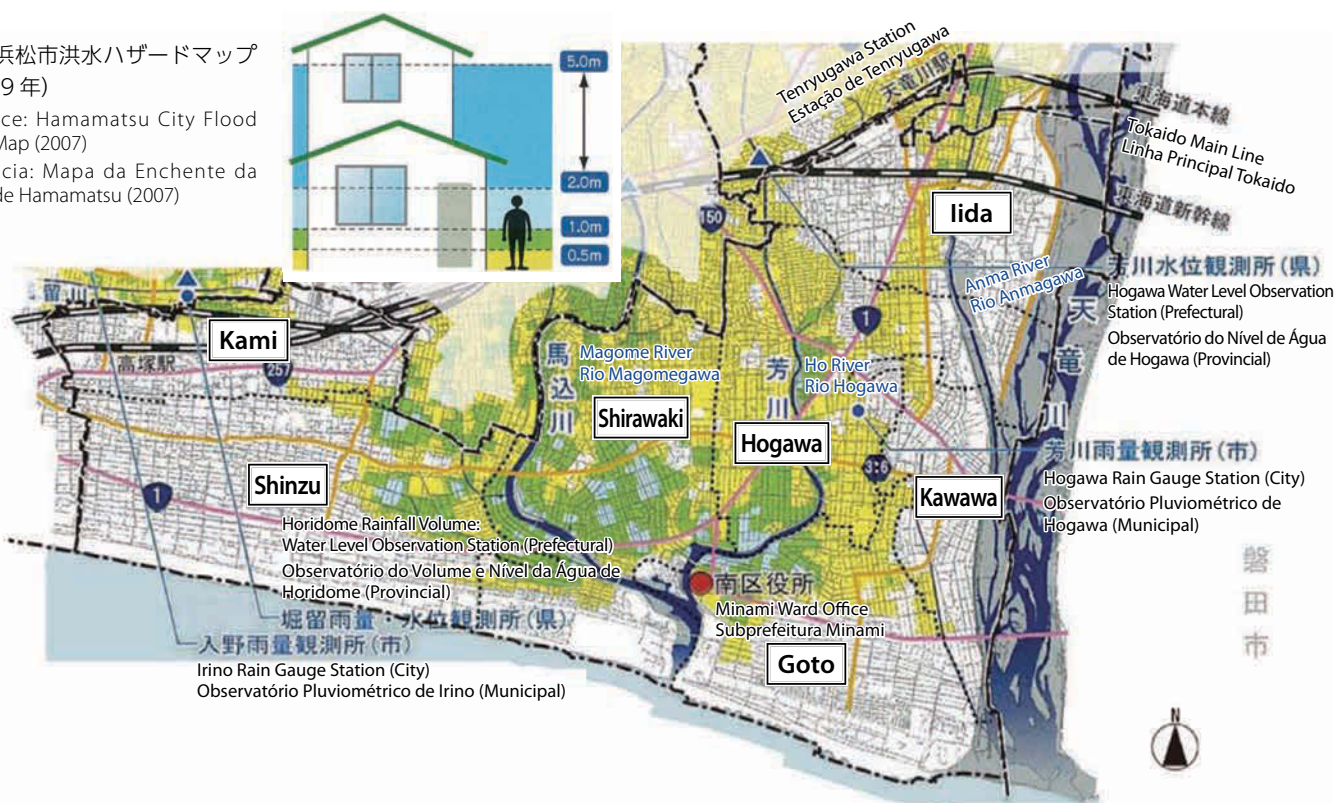 浜松市洪水ハザードマップ
9 年)
ce: Hamamatsu City Flood
Map (2007)
cia: Mapa da Enchente da
de Hamamatsu (2007)
5.0m
2.0m
1.0m
0.5m
Tenryugawa Station
Estação de Tenryugawa
天竜川駅
東海道本線
Tokaido Main Line
Linha Principal Tokaido
東海道新幹線
150
Iida
Anma River
Rio Anmagawa
天竜川
芳川水位観測所(県)
Hogawa Water Level Observation
Station (Prefectural)
Observatório do Nível de Água
de Hogawa (Provincial)
1
留川
Kami
高塚駅
257
馬込川
Magome River
Rio Magomegawa
芳川
Ho River
Rio Hogawa
Shirawaki
Hogawa
316
Kawawa
芳川雨量観測所(市)
Hogawa Rain Gauge Station (City)
Observatório Pluviométrico de
Hogawa (Municipal)
Shinzu
1
Horidome Rainfall Volume:
Water Level Observation Station (Prefectural)
Observatório do Volume e Nível da Água de
Horidome (Provincial)
堀留雨量・水位観測所(県)
入野雨量観測所(市)
Irino Rain Gauge Station (City)
Observatório Pluviométrico de Irino (Municipal)
南区役所
Minami Ward Office
Subprefeitura Minami
Goto
磐田市
N